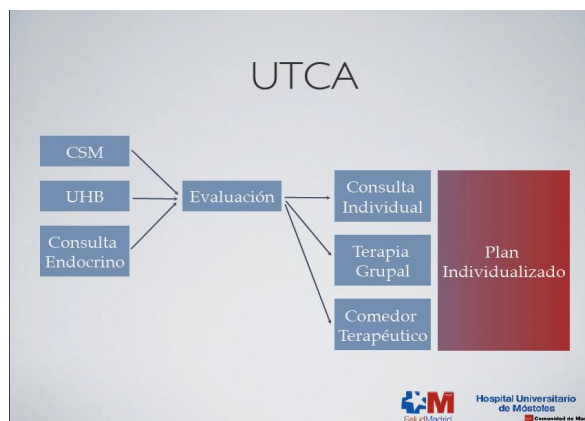 UTCA
CSM
UHB
Consulta
Endocrino
Evaluación
Consulta
Individual
Terapia
Grupal
Comedor
Terapéutico
Plan
Individualizado
M
SaludMadrid
Hospital Universitario
de Móstoles
Comunidad de Ma